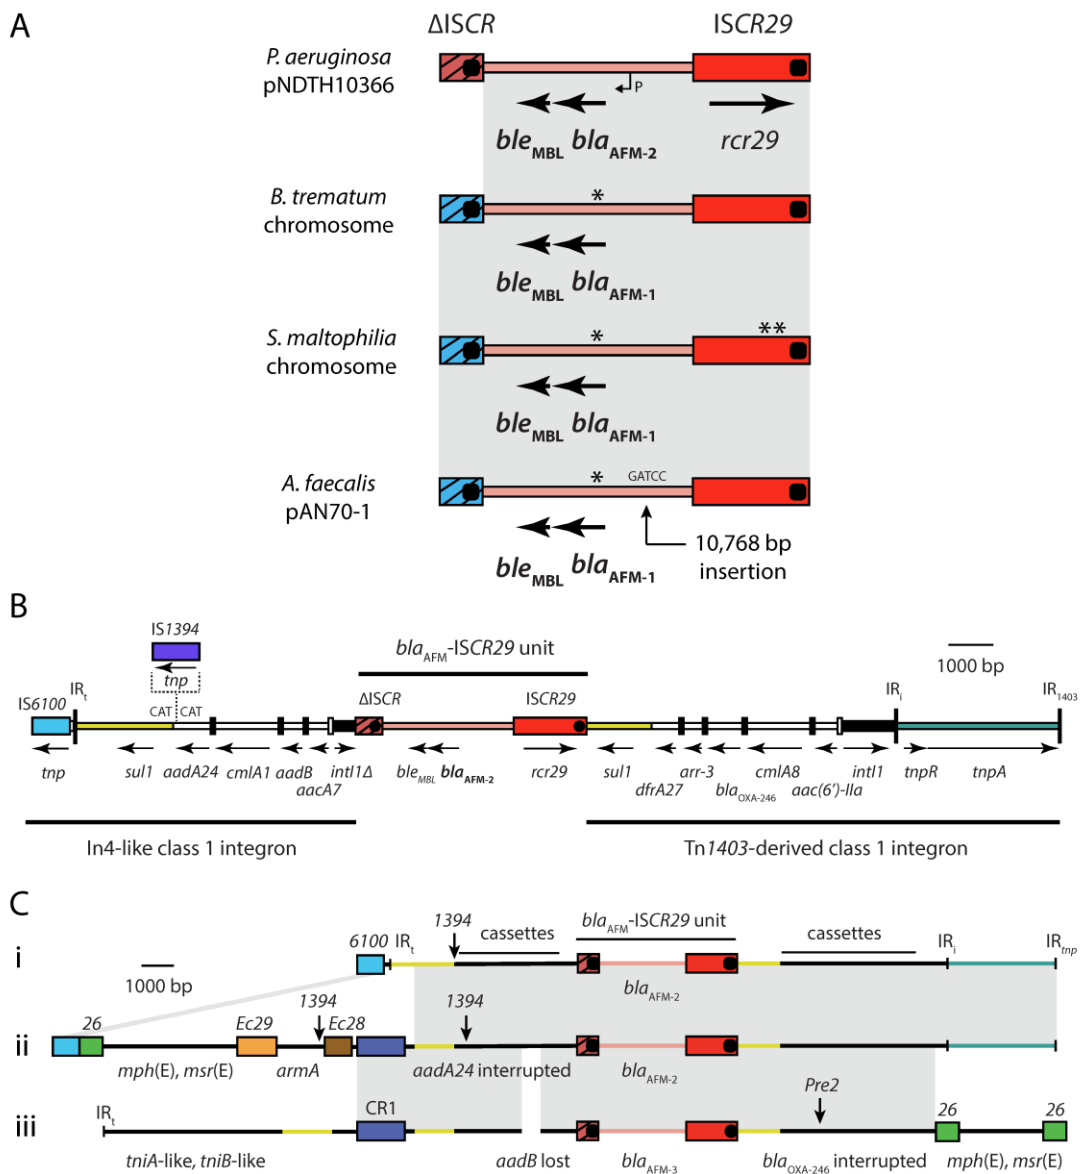 A
ΔISCR ISCR29
P. aeruginosa
pNDTH10366
P
bleMBL blaAFM-2 rcr29
B. trematum
chromosome
*
bleMBL blaAFM-1
S. maltophilia
chromosome
* **
bleMBL blaAFM-1
A. faecalis
pAN70-1
* GATCC
bleMBL blaAFM-1
10,768 bp
insertion
B
IS1394
tnp
blaAFM-ISCR29 unit
1000 bp
IS6100 IRt CAT CAT ΔISCR ISCR29 IRi IR1403
tnp sul1 aadA24 cmlA1 aadB intI1Δ bleMBL blaAFM-2 rcr29 sul1 arr-3 cmlA8 intI1 tnpR tnpA
aacA7 dfrA27 blaOXA-246 aac(6')-IIa
In4-like class 1 integron Tn1403-derived class 1 integron
C
i
6100 IRt 1394 cassettes blaAFM-ISCR29 unit cassettes IRi IRtnp
1000 bp
blaAFM-2
ii
26 Ec29 1394 Ec28 1394
mph(E), msr(E) armA aadA24 interrupted blaAFM-2
iii
IRt CR1 Pre2 26 26
tniA-like, tniB-like aadB lost blaAFM-3 blaOXA-246 interrupted mph(E), msr(E)